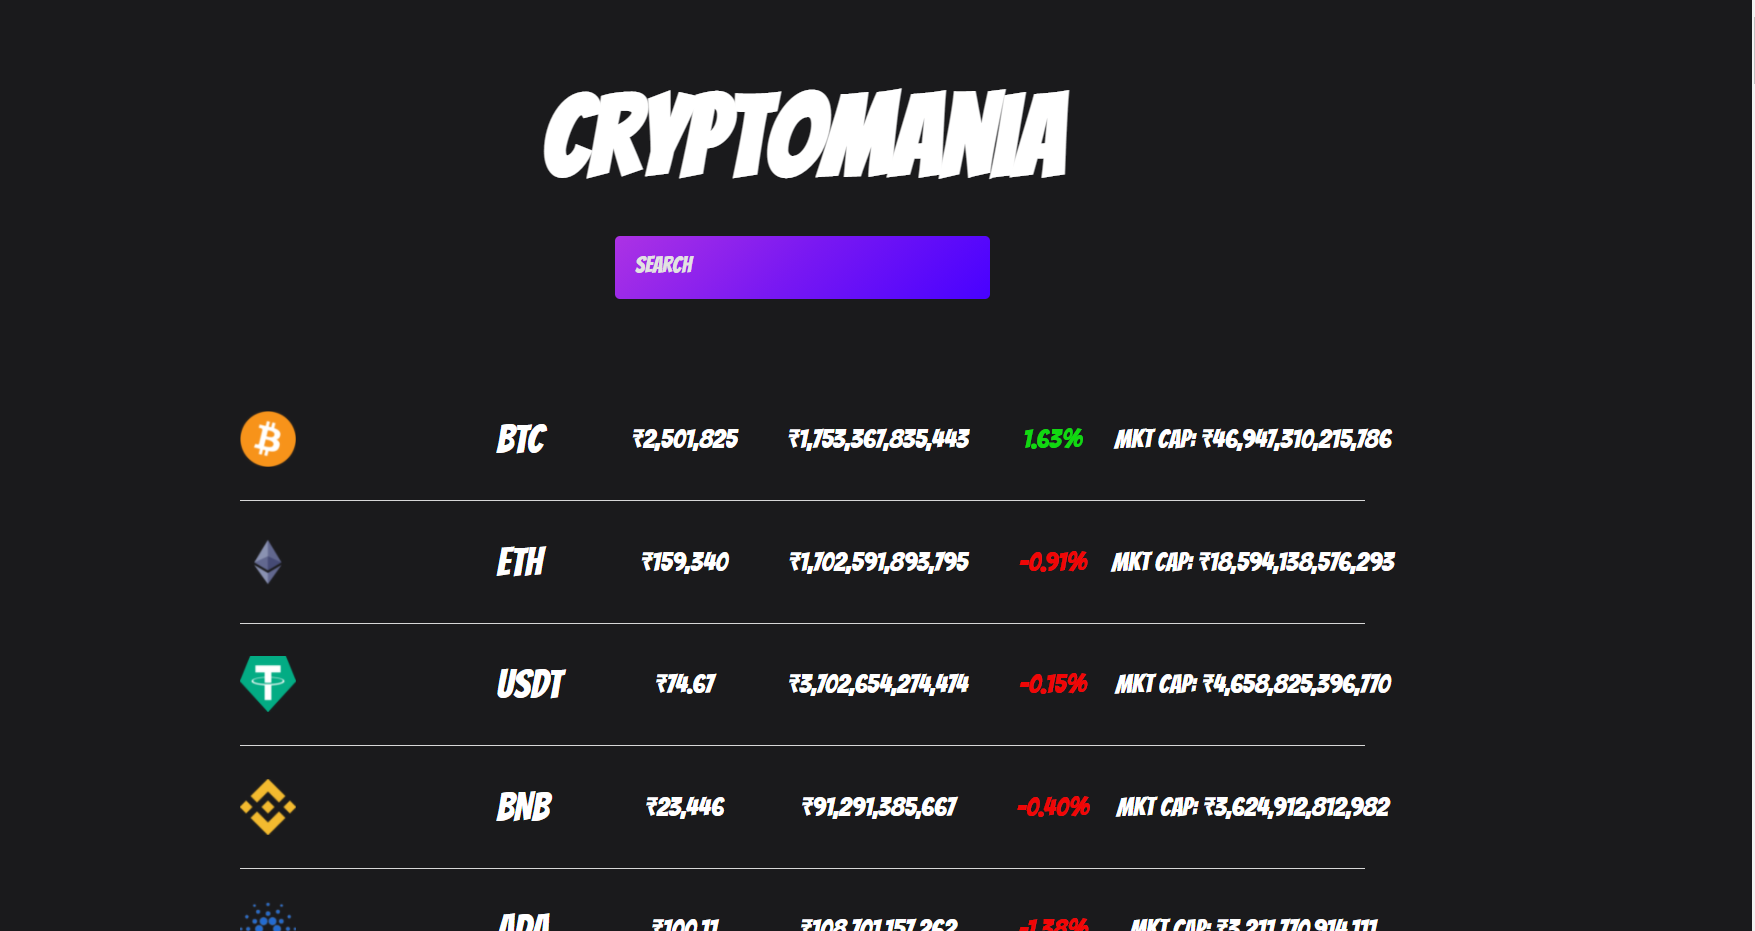 CRYPTOMANIA
SEARCH
BTC ₹2,501,825 ₹1,753,367,835,443 1.63% MKT CAP: ₹46,947,310,215,786
ETH ₹159,340 ₹1,702,591,893,795 -0.91% MKT CAP: ₹18,594,138,576,293
USDT ₹74.67 ₹3,702,654,274,474 -0.15% MKT CAP: ₹4,658,825,396,770
BNB ₹23,446 ₹91,291,385,667 -0.40% MKT CAP: ₹3,624,912,812,982
ADA ₹100.11 ₹108,701,157,262 -1.38% MKT CAP: ₹3,211,770,914,111